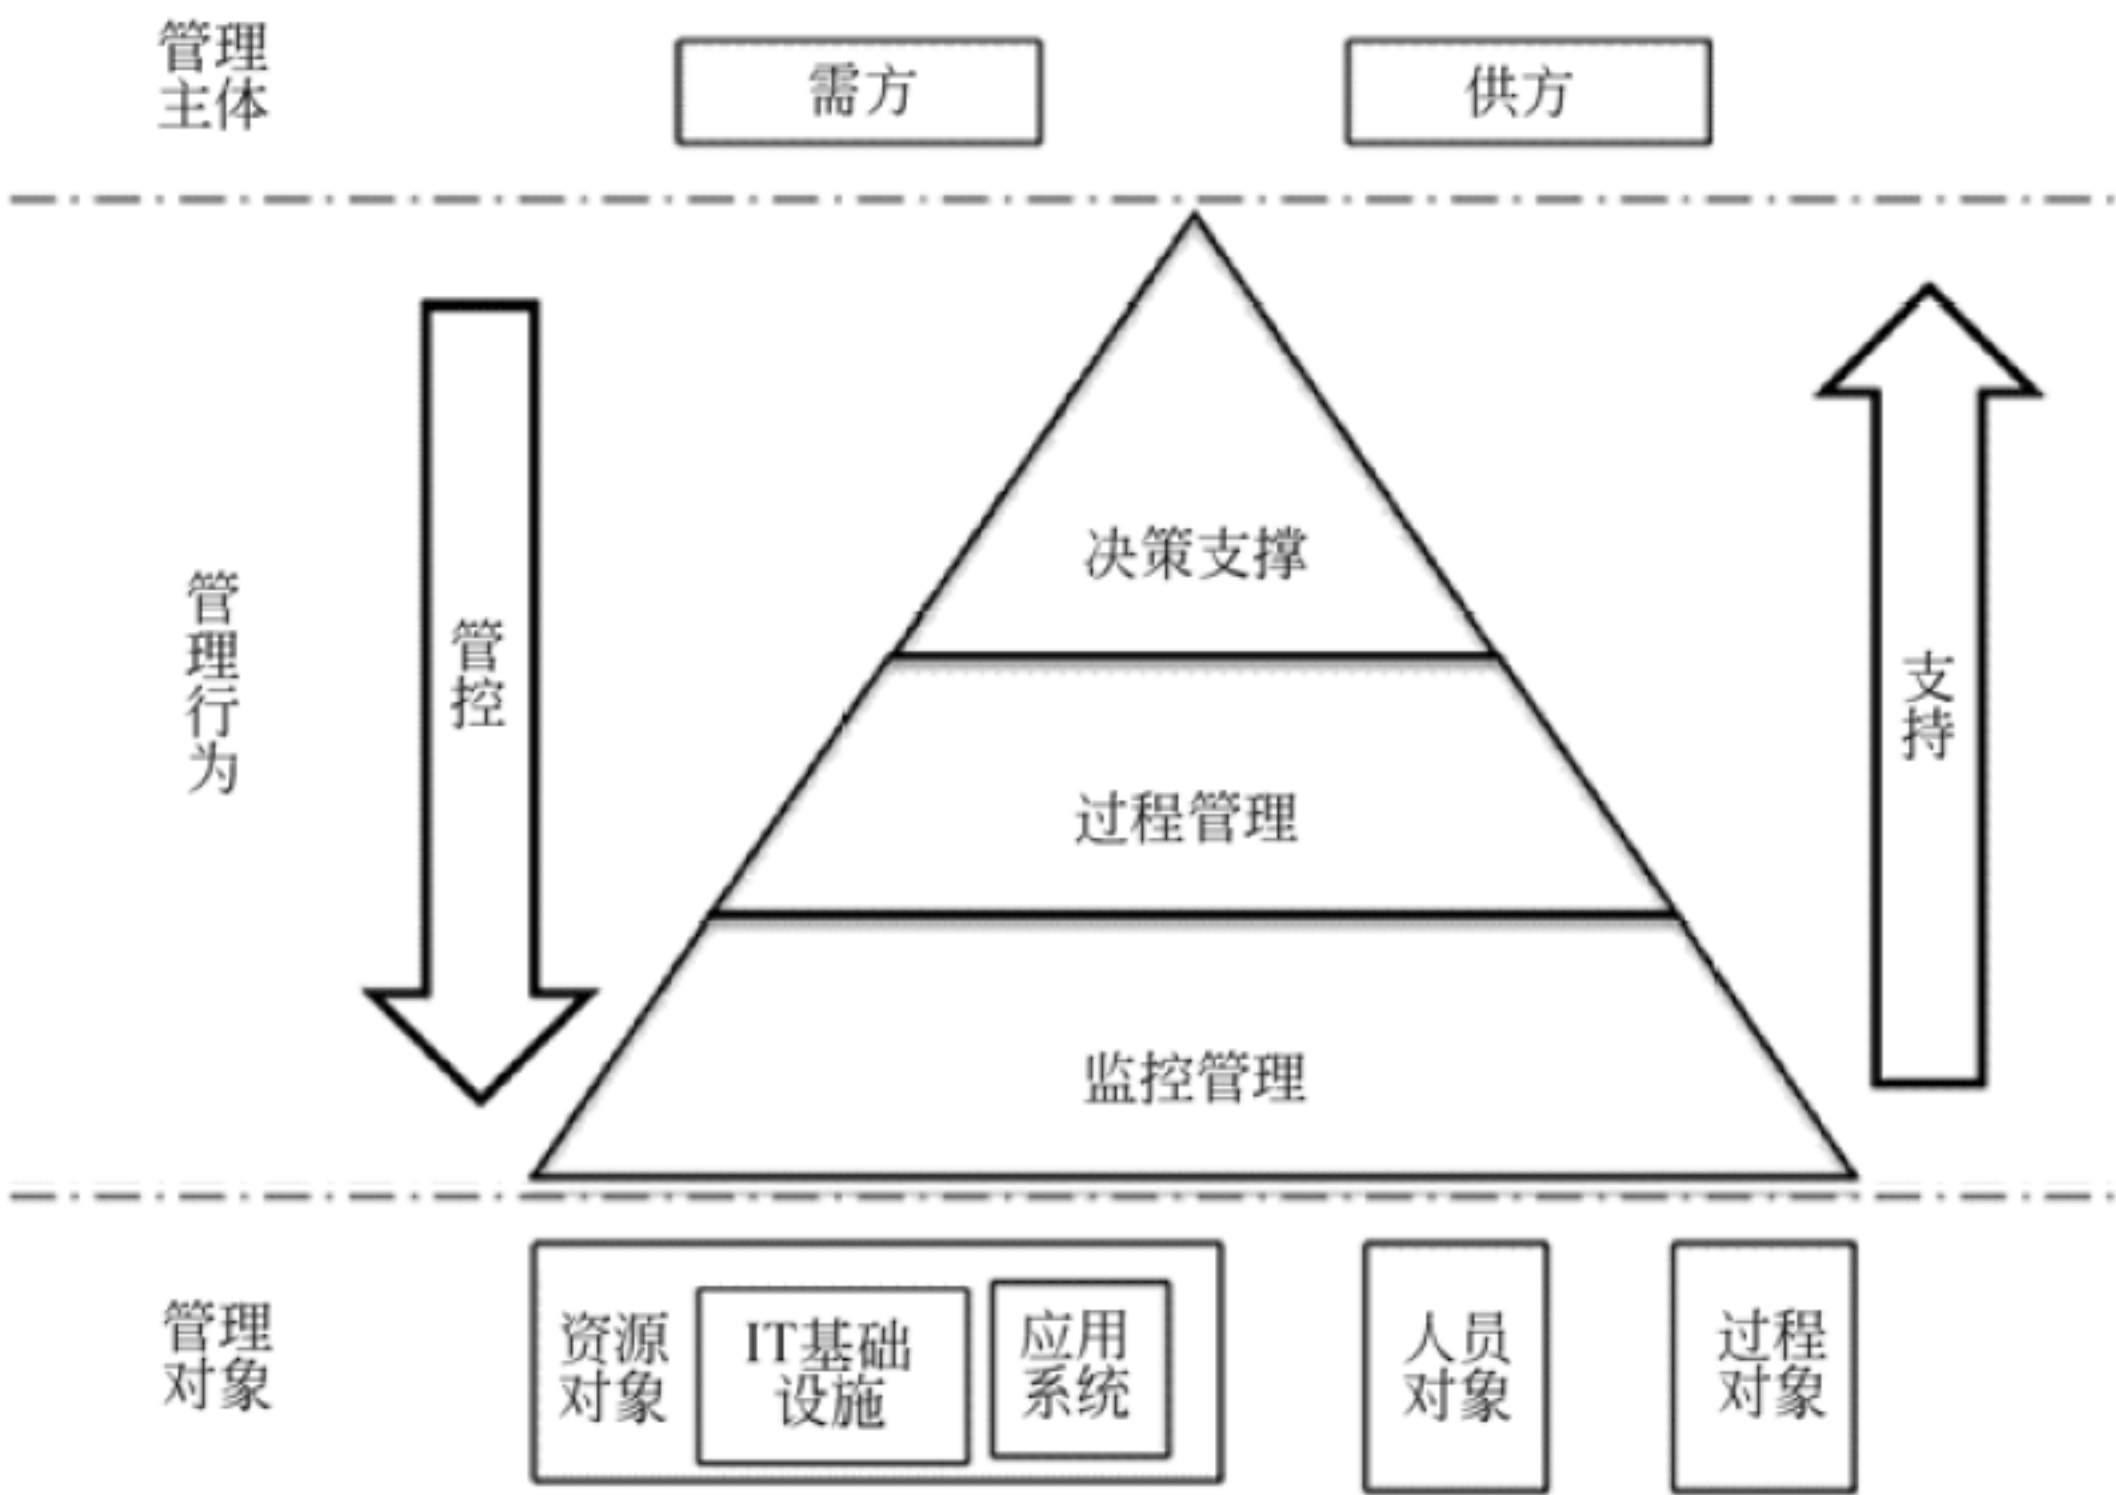 管理
主体
需方
供方
管理行为
管控
决策支撑
过程管理
监控管理
支持
管理
对象
资源
对象
IT基础
设施
应用
系统
人员
对象
过程
对象